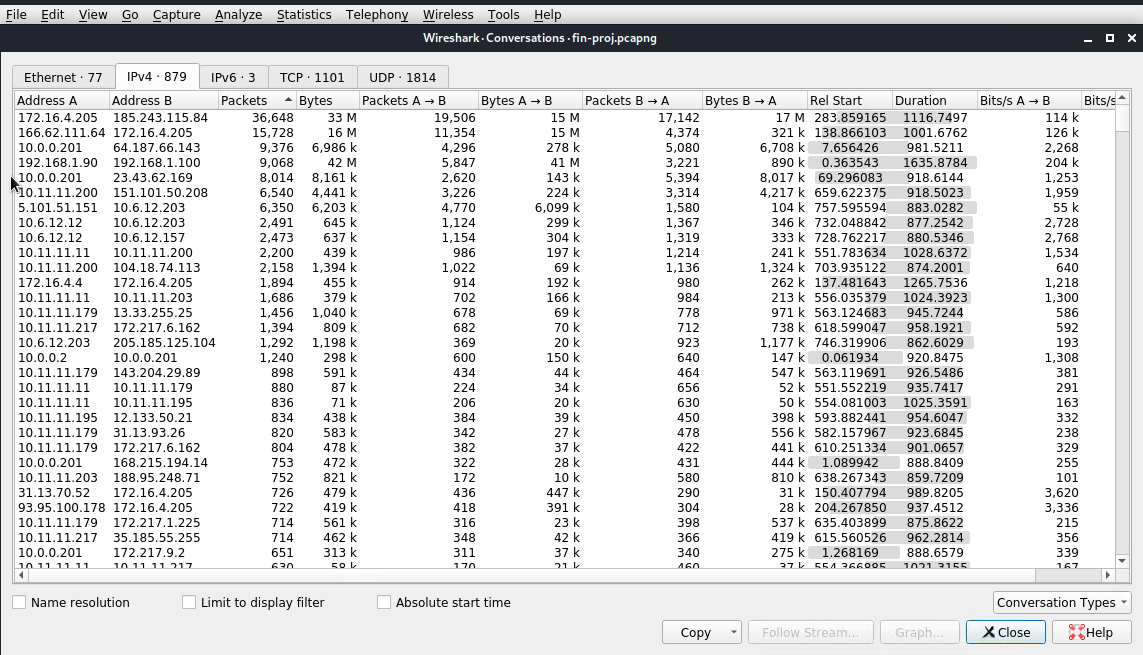 File Edit View Go Capture Analyze Statistics Telephony Wireless Tools Help
Wireshark · Conversations · fin-proj.pcapng
Ethernet · 77 IPv4 · 879 IPv6 · 3 TCP · 1101 UDP · 1814
Address A Address B Packets Bytes Packets A → B Bytes A → B Packets B → A Bytes B → A Rel Start Duration Bits/s A → B Bits/s
172.16.4.205 185.243.115.84 36,648 33 M 19,506 15 M 17,142 17 M 283.859165 1116.7497 114 k
166.62.111.64 172.16.4.205 15,728 16 M 11,354 15 M 4,374 321 k 138.866103 1001.6762 126 k
10.0.0.201 64.187.66.143 9,376 6,986 k 4,296 278 k 5,080 6,708 k 7.656426 981.5211 2,268
192.168.1.90 192.168.1.100 9,068 42 M 5,847 41 M 3,221 890 k 0.363543 1635.8784 204 k
10.0.0.201 23.43.62.169 8,014 8,161 k 2,620 143 k 5,394 8,017 k 69.296083 918.6144 1,253
10.11.11.200 151.101.50.208 6,540 4,441 k 3,226 224 k 3,314 4,217 k 659.622375 918.5023 1,959
5.101.51.151 10.6.12.203 6,350 6,203 k 4,770 6,099 k 1,580 104 k 757.595594 883.0282 55 k
10.6.12.12 10.6.12.203 2,491 645 k 1,124 299 k 1,367 346 k 732.048842 877.2542 2,728
10.6.12.12 10.6.12.157 2,473 637 k 1,154 304 k 1,319 333 k 728.762217 880.5346 2,768
10.11.11.11 10.11.11.200 2,200 439 k 986 197 k 1,214 241 k 551.783634 1028.6372 1,534
10.11.11.200 104.18.74.113 2,158 1,394 k 1,022 69 k 1,136 1,324 k 703.935122 874.2001 640
172.16.4.4 172.16.4.205 1,894 455 k 914 192 k 980 262 k 137.481643 1265.7536 1,218
10.11.11.11 10.11.11.203 1,686 379 k 702 166 k 984 213 k 556.035379 1024.3923 1,300
10.11.11.179 13.33.255.25 1,456 1,040 k 678 69 k 778 971 k 563.124683 945.7244 586
10.11.11.217 172.217.6.162 1,394 809 k 682 70 k 712 738 k 618.599047 958.1921 592
10.6.12.203 205.185.125.104 1,292 1,198 k 369 20 k 923 1,177 k 746.319906 862.6029 193
10.0.0.2 10.0.0.201 1,240 298 k 600 150 k 640 147 k 0.061934 920.8475 1,308
10.11.11.179 143.204.29.89 898 591 k 434 44 k 464 547 k 563.119691 926.5486 381
10.11.11.11 10.11.11.179 880 87 k 224 34 k 656 52 k 551.552219 935.7417 291
10.11.11.11 10.11.11.195 836 71 k 206 20 k 630 50 k 554.081003 1025.3591 163
10.11.11.195 12.133.50.21 834 438 k 384 39 k 450 398 k 593.882441 954.6047 332
10.11.11.179 31.13.93.26 820 583 k 342 27 k 478 556 k 582.157967 923.6845 238
10.11.11.179 172.217.6.162 804 478 k 382 37 k 422 441 k 610.251334 901.0657 329
10.0.0.201 168.215.194.14 753 472 k 322 28 k 431 444 k 1.089942 888.8409 255
10.11.11.203 188.95.248.71 752 821 k 172 10 k 580 810 k 638.267343 859.7209 101
31.13.70.52 172.16.4.205 726 479 k 436 447 k 290 31 k 150.407794 989.8205 3,620
93.95.100.178 172.16.4.205 722 419 k 418 391 k 304 28 k 204.267850 937.4512 3,336
10.11.11.179 172.217.1.225 714 561 k 316 23 k 398 537 k 635.403899 875.8622 215
10.11.11.217 35.185.55.255 714 462 k 348 42 k 366 419 k 615.560526 962.2814 356
10.0.0.201 172.217.9.2 651 313 k 311 37 k 340 275 k 1.268169 888.6579 339
10.11.11.11 10.11.11.217 630 58 k 170 21 k 460 37 k 554.366885 1021.3155 167
Name resolution Limit to display filter Absolute start time Conversation Types
Copy Follow Stream... Graph... Close Help